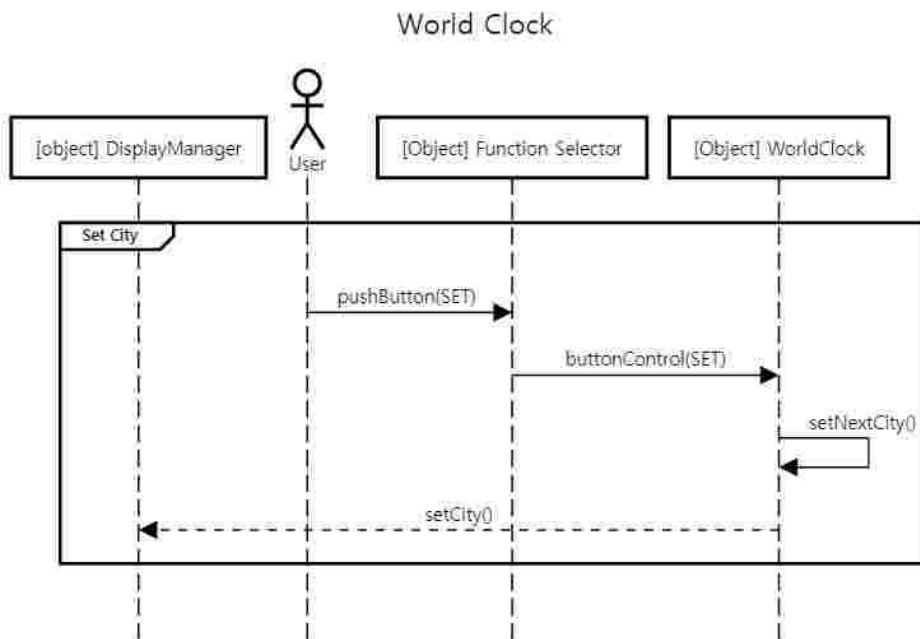 World Clock
[object] DisplayManager
User
[Object] Function Selector
[Object] WorldClock
Set City
pushButton(SET)
buttonControl(SET)
setNextCity()
setCity()